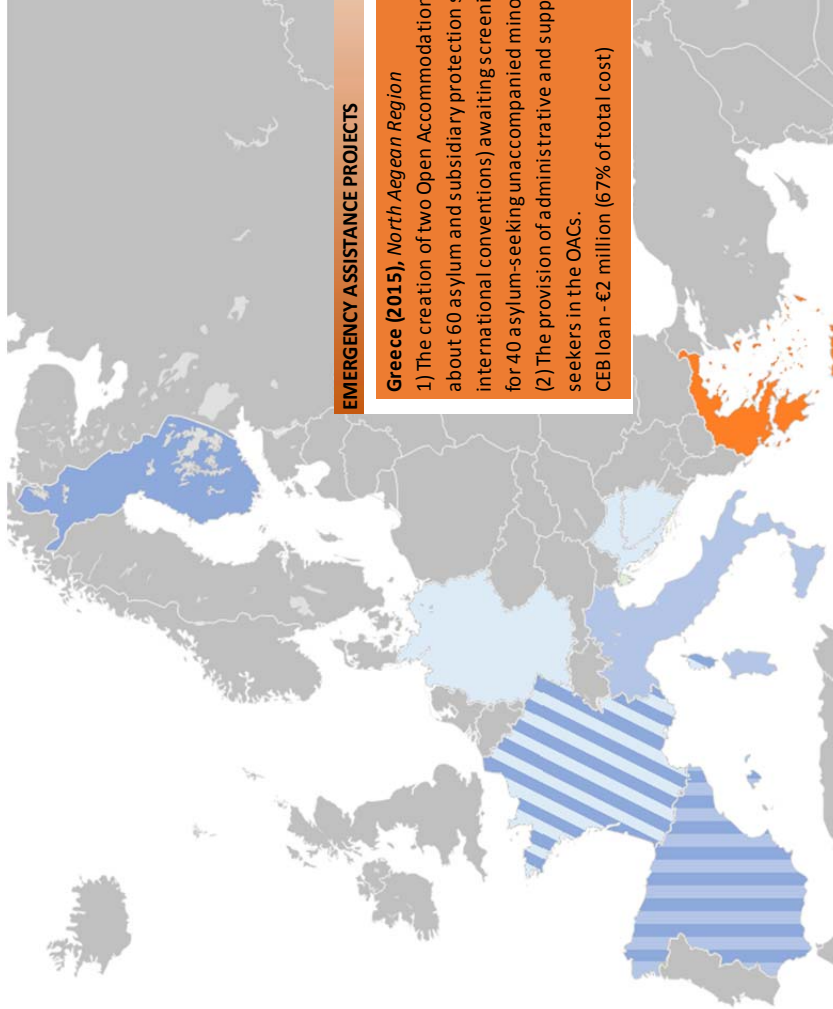 EMERGENCY ASSISTANCE PROJECTS
Greece (2015), North Aegean Region
1) The creation of two Open Accommodation
about 60 asylum and subsidiary protection s
international conventions) awaiting screeni
for 40 asylum-seeking unaccompanied mino
(2) The provision of administrative and supp
seekers in the OACs.
CEB loan - €2 million (67% of total cost)